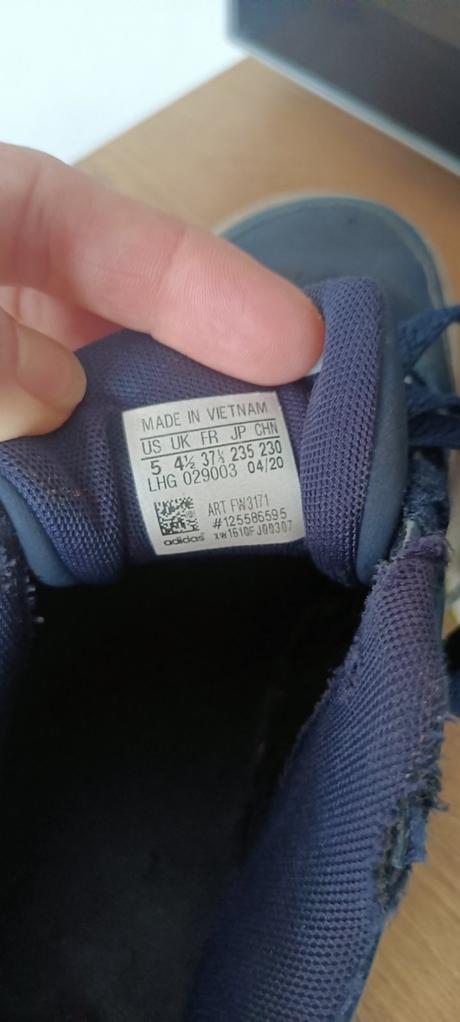 MADE IN VIETNAM
US UK FR JP CHN
5 4½ 37⅓ 235 230
LHG 029003 04/20
ART FW3171
#125586595
adidas